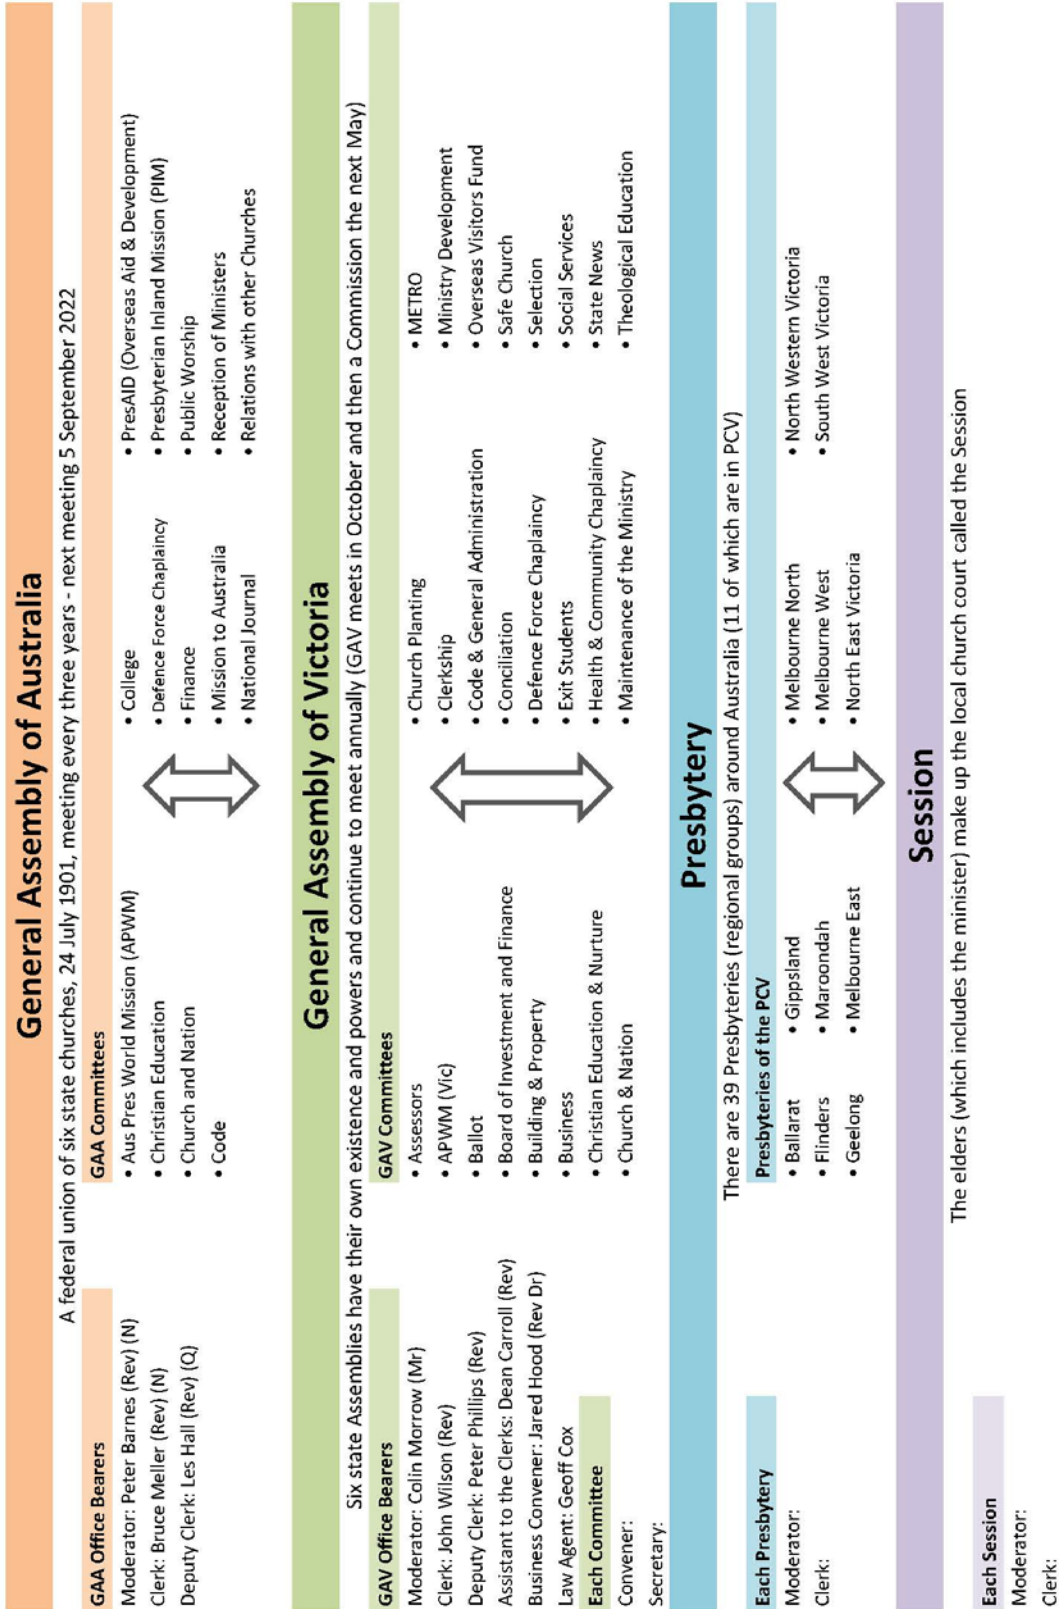 General Assembly of Australia
A federal union of six state churches, 24 July 1901, meeting every three years - next meeting 5 September 2022
GAA Office Bearers
Moderator: Peter Barnes (Rev) (N)
Clerk: Bruce Meller (Rev) (N)
Deputy Clerk: Les Hall (Rev) (Q)
GAA Committees
• Aus Pres World Mission (APWM)
• Christian Education
• Church and Nation
• Code
• College
• Defence Force Chaplaincy
• Finance
• Mission to Australia
• National Journal
• PresAID (Overseas Aid & Development)
• Presbyterian Inland Mission (PIM)
• Public Worship
• Reception of Ministers
• Relations with other Churches
General Assembly of Victoria
Six state Assemblies have their own existence and powers and continue to meet annually (GAV meets in October and then a Commission the next May)
GAV Office Bearers
Moderator: Colin Morrow (Mr)
Clerk: John Wilson (Rev)
Deputy Clerk: Peter Phillips (Rev)
Assistant to the Clerks: Dean Carroll (Rev)
Business Convener: Jared Hood (Rev Dr)
Law Agent: Geoff Cox
Each Committee
Convener:
Secretary:
GAV Committees
• Assessors
• APWM (Vic)
• Ballot
• Board of Investment and Finance
• Building & Property
• Business
• Christian Education & Nurture
• Church & Nation
• Church Planting
• Clerkship
• Code & General Administration
• Conciliation
• Defence Force Chaplaincy
• Exit Students
• Health & Community Chaplaincy
• Maintenance of the Ministry
• METRO
• Ministry Development
• Overseas Visitors Fund
• Safe Church
• Selection
• Social Services
• State News
• Theological Education
Presbytery
There are 39 Presbyteries (regional groups) around Australia (11 of which are in PCV)
Each Presbytery
Moderator:
Clerk:
Presbyteries of the PCV
• Ballarat
• Flinders
• Geelong
• Gippsland
• Maroondah
• Melbourne East
• Melbourne North
• Melbourne West
• North East Victoria
• North Western Victoria
• South West Victoria
Session
The elders (which includes the minister) make up the local church court called the Session
Each Session
Moderator:
Clerk: